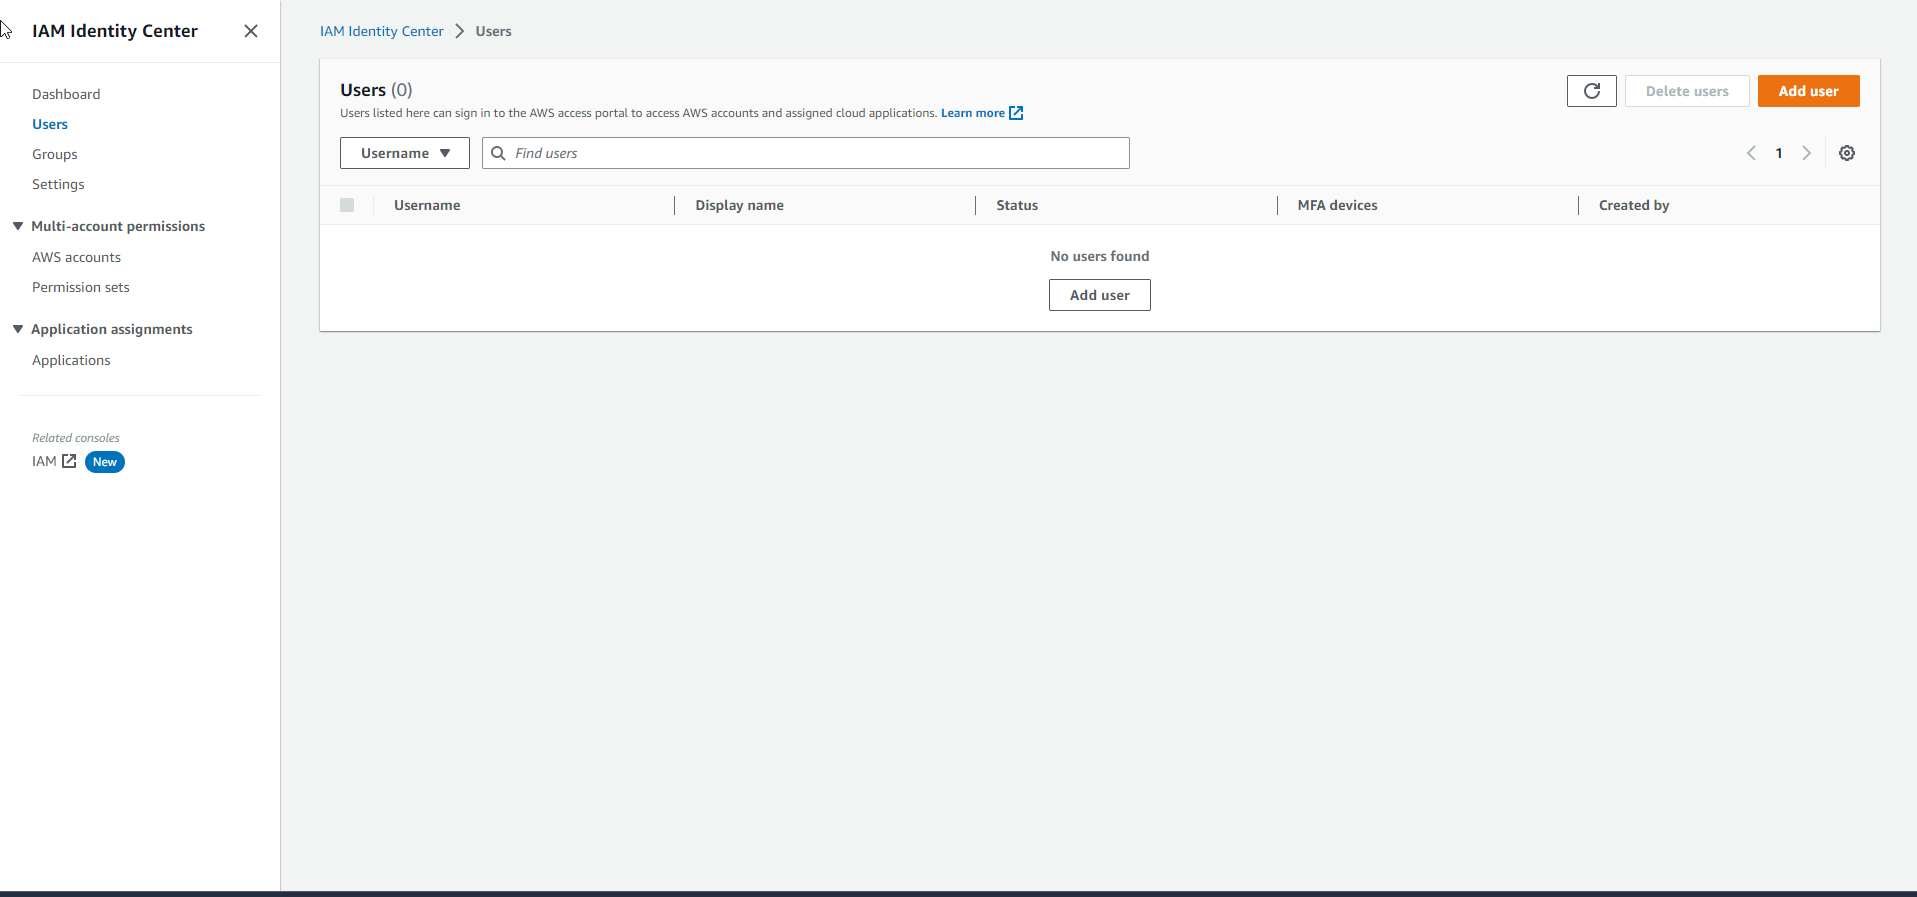 IAM Identity Center
Dashboard
Users
Groups
Settings
Multi-account permissions
AWS accounts
Permission sets
Application assignments
Applications
Related consoles
IAM New
IAM Identity Center > Users
Users (0)
Users listed here can sign in to the AWS access portal to access AWS accounts and assigned cloud applications. Learn more
Delete users
Add user
Username
Find users
1
Username Display name Status MFA devices Created by
No users found
Add user